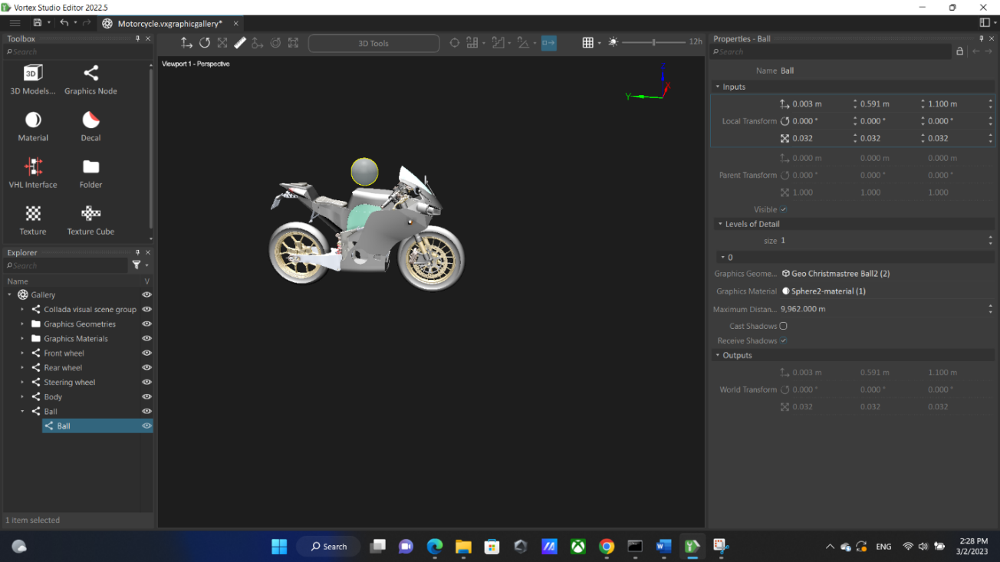 Vortex Studio Editor 2022.5
Motorcycle.vxgraphicgallery*
Toolbox
Search
3D Models... Graphics Node
Material Decal
VHL Interface Folder
Texture Texture Cube
Explorer
Search
Name V
Gallery
Collada visual scene group
Graphics Geometries
Graphics Materials
Front wheel
Rear wheel
Steering wheel
Body
Ball
Ball
1 item selected
3D Tools
12h
Viewport 1 - Perspective
Y
X
Properties - Ball
Search
Name Ball
Inputs
0.003 m 0.591 m 1.100 m
Local Transform 0.000 ° 0.000 ° 0.000 °
0.032 0.032 0.032
0.000 m 0.000 m 0.000 m
Parent Transform 0.000 ° 0.000 ° 0.000 °
1.000 1.000 1.000
Visible
Levels of Detail
size 1
0
Graphics Geome... Geo Christmastree Ball2 (2)
Graphics Material Sphere2-material (1)
Maximum Distan... 9,962.000 m
Cast Shadows
Receive Shadows
Outputs
0.003 m 0.591 m 1.100 m
World Transform 0.000 ° 0.000 ° 0.000 °
0.032 0.032 0.032
Search
ENG
2:28 PM
3/2/2023